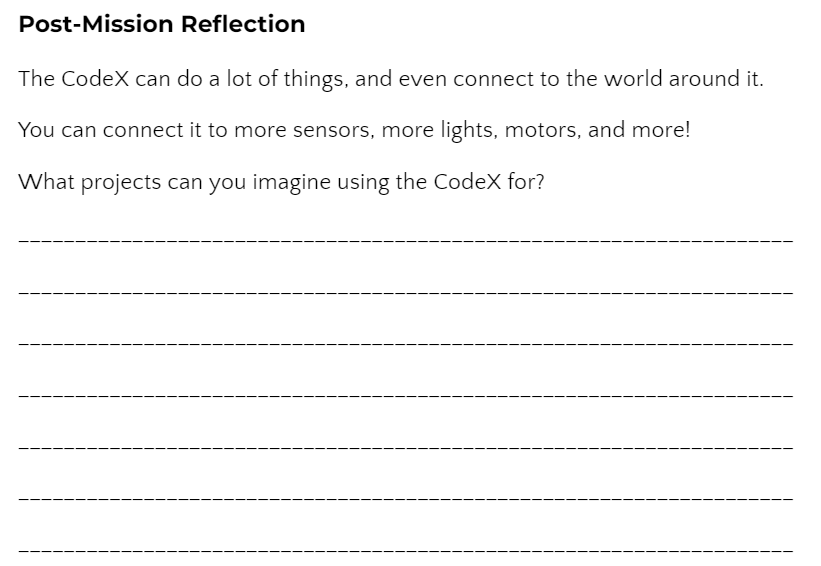 Post-Mission Reflection
The CodeX can do a lot of things, and even connect to the world around it.
You can connect it to more sensors, more lights, motors, and more!
What projects can you imagine using the CodeX for?